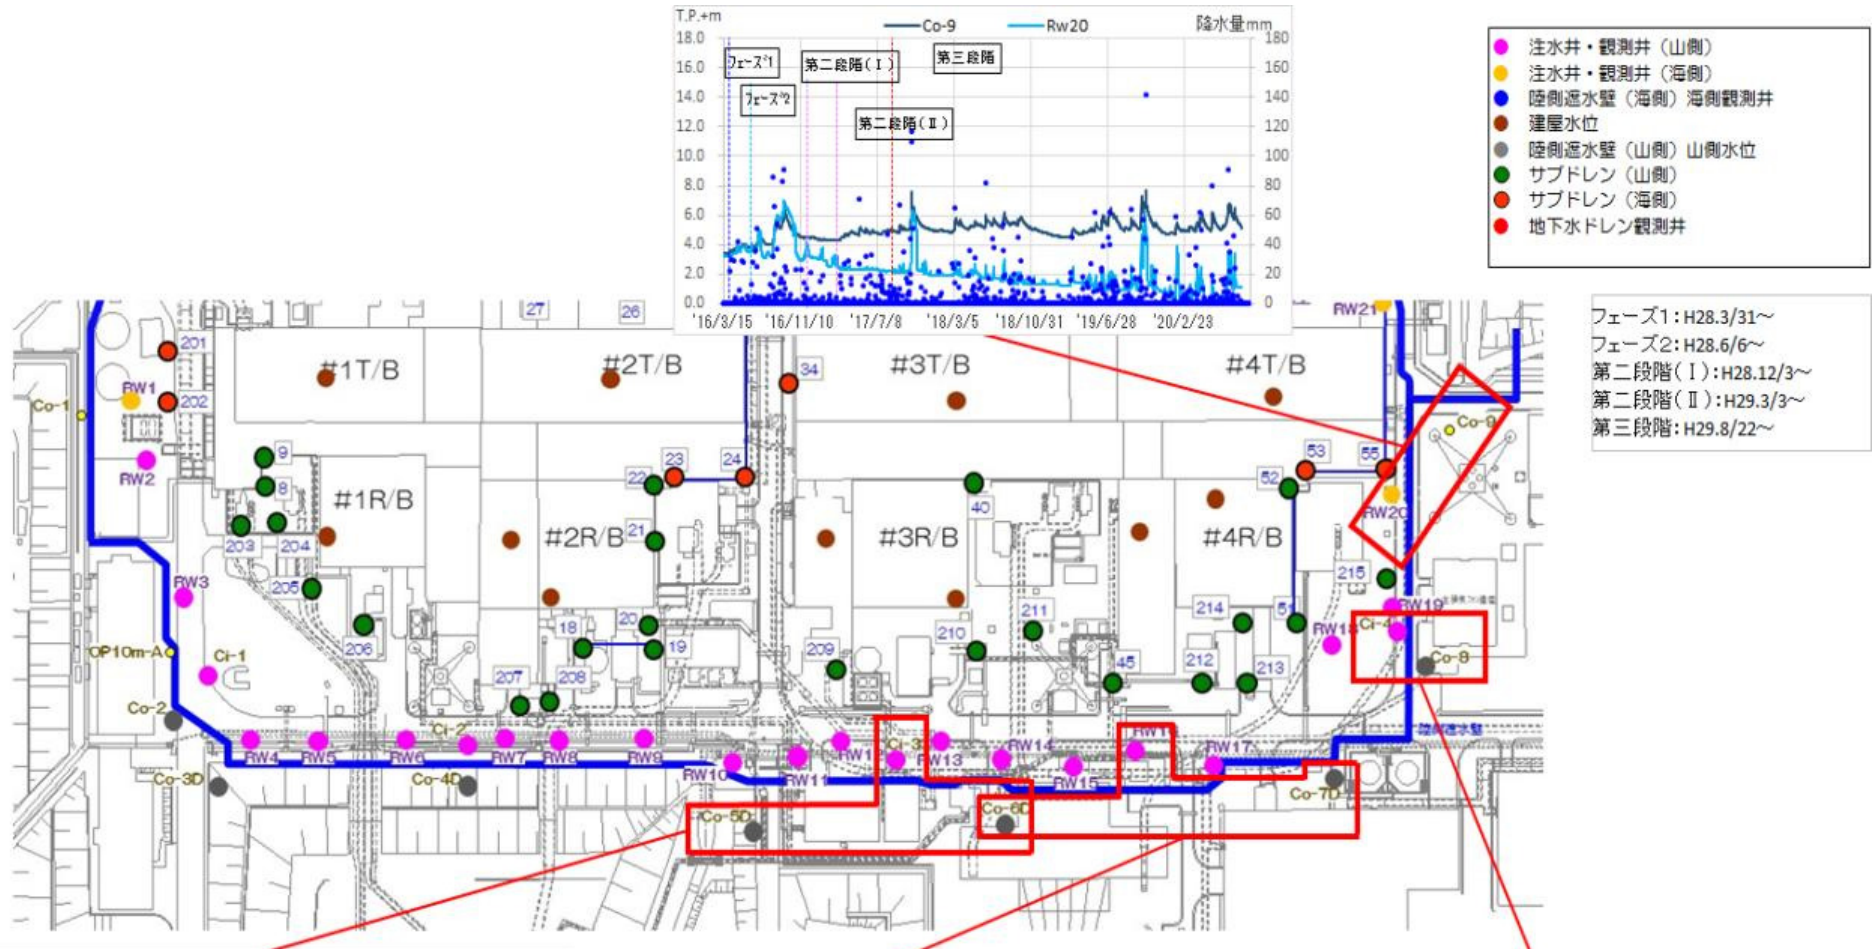 T.P.+m
Co-9
Rw20
降水量mm
18.0
16.0
14.0
12.0
10.0
8.0
6.0
4.0
2.0
0.0
180
160
140
120
100
80
60
40
20
0
フェーズ1
フェーズ2
第二段階(Ⅰ)
第二段階(Ⅱ)
第三段階
'16/3/15
'16/11/10
'17/7/8
'18/3/5
'18/10/31
'19/6/28
'20/2/23
注水井・観測井（山側）
注水井・観測井（海側）
陸側遮水壁（海側）海側観測井
建屋水位
陸側遮水壁（山側）山側水位
サブドレン（山側）
サブドレン（海側）
地下水ドレン観測井
フェーズ1:H28.3/31～
フェーズ2:H28.6/6～
第二段階(Ⅰ):H28.12/3～
第二段階(Ⅱ):H29.3/3～
第三段階:H29.8/22～
27
26
RW21
201
#1T/B
#2T/B
34
#3T/B
#4T/B
RW1
202
Co-1
Co-9
9
23
24
53
55
RW2
8
22
52
#1R/B
40
RW20
203
204
21
#2R/B
#3R/B
#4R/B
RW3
205
215
RW19
206
18
20
211
214
51
RW18
Ci-4
OP10m-A
Ci-1
19
210
Co-8
207
208
209
45
212
213
Co-2
陸側遮水壁
RW4
RW5
RW6
Ci-2
RW7
RW8
RW9
RW10
RW11
RW1
Ci-3
RW13
RW14
RW15
RW17
Co-3D
Co-4D
Co-5D
Co-6D
Co-7D